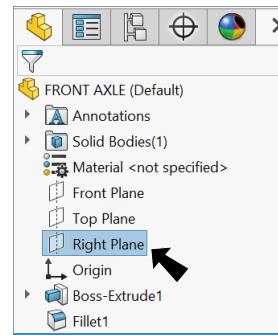 FRONT AXLE (Default)
Annotations
Solid Bodies(1)
Material <not specified>
Front Plane
Top Plane
Right Plane
Origin
Boss-Extrude1
Fillet1